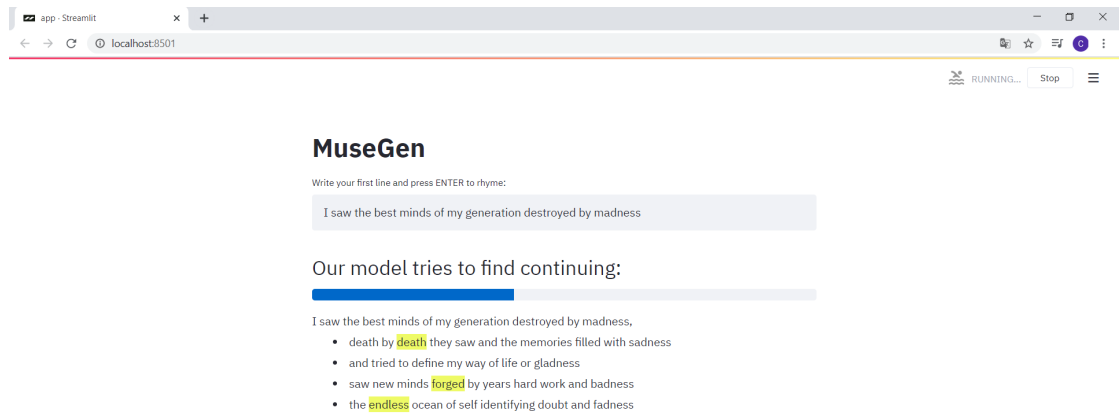 app - Streamlit
localhost:8501
C
RUNNING... Stop
MuseGen
Write your first line and press ENTER to rhyme:
I saw the best minds of my generation destroyed by madness
Our model tries to find continuing:
I saw the best minds of my generation destroyed by madness,
death by death they saw and the memories filled with sadness
and tried to define my way of life or gladness
saw new minds forged by years hard work and badness
the endless ocean of self identifying doubt and fadness